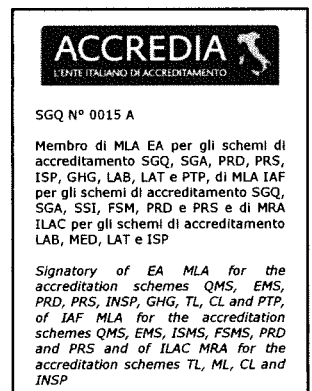 ACCREDIA
L'ENTE ITALIANO DI ACCREDITAMENTO
SGQ N° 0015 A
Membro di MLA EA per gli schemi di
accreditamento SGQ, SGA, PRD, PRS,
ISP, GHG, LAB, LAT e PTP, di MLA IAF
per gli schemi di accreditamento SGQ,
SGA, SSI, FSM, PRD e PRS e di MRA
ILAC per gli schemi di accreditamento
LAB, MED, LAT e ISP
Signatory of EA MLA for the
accreditation schemes QMS, EMS,
PRD, PRS, INSP, GHG, TL, CL and PTP,
of IAF MLA for the accreditation
schemes QMS, EMS, ISMS, FSMS, PRD
and PRS and of ILAC MRA for the
accreditation schemes TL, ML, CL and
INSP